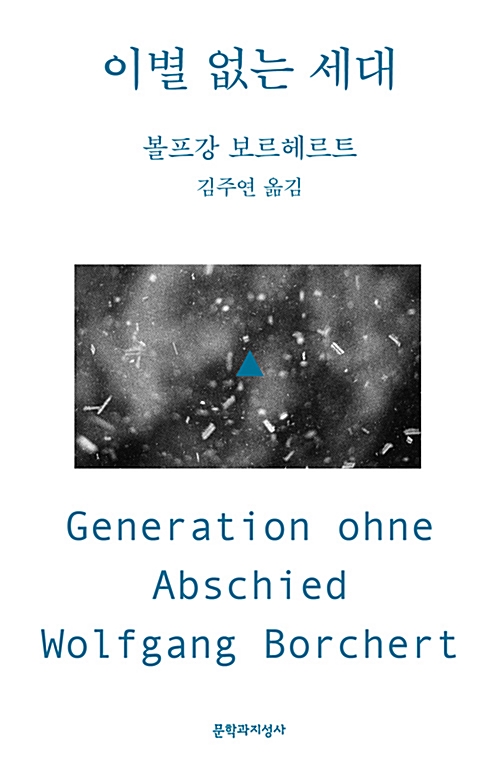 이별 없는 세대
볼프강 보르헤르트
김주연 옮김
Generation ohne
Abschied
Wolfgang Borchert
문학과지성사